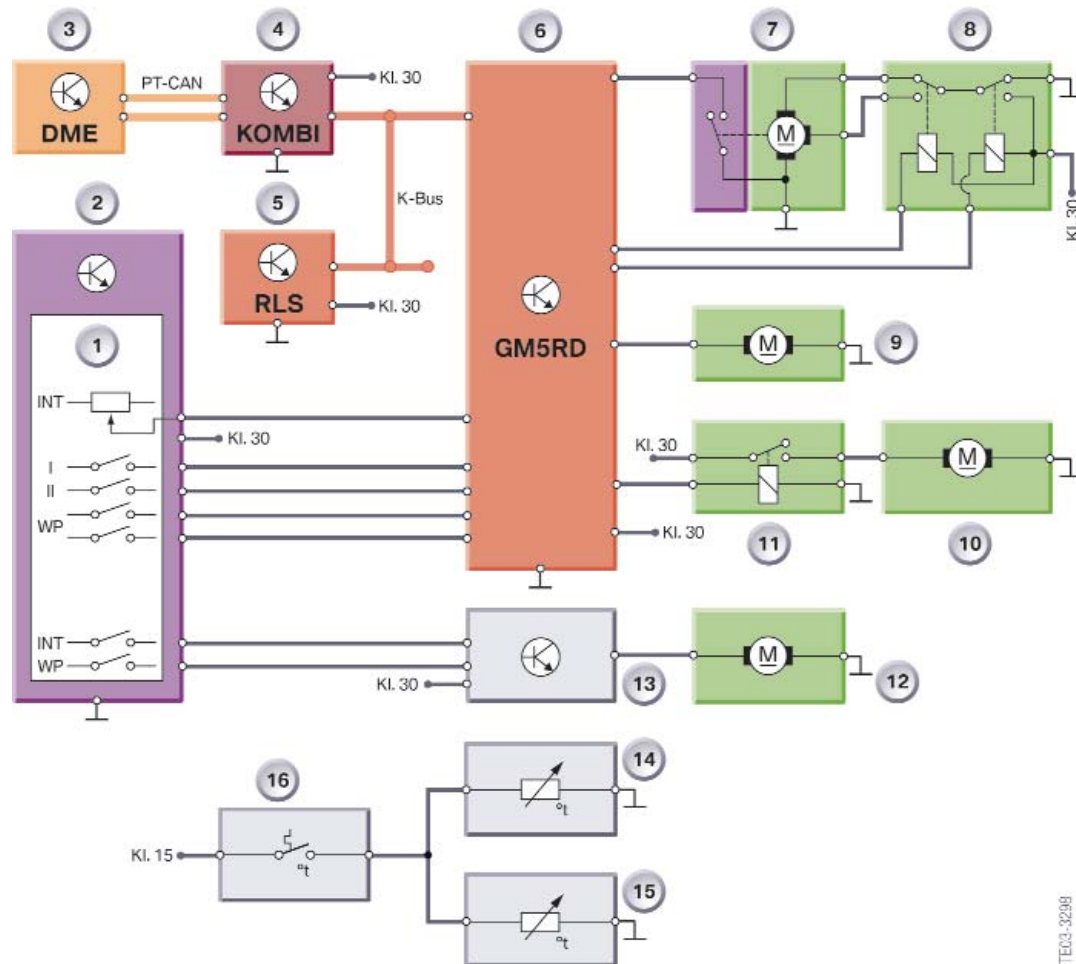 3
4
6
7
8
DME
PT-CAN
KOMBI
Kl. 30
M
2
5
K-Bus
RLS
Kl. 30
Kl. 30
1
GM5RD
M
9
INT
Kl. 30
I
II
WP
Kl. 30
M
11
10
Kl. 30
INT
WP
Kl. 30
13
M
12
14
°t
16
Kl. 15
°t
15
°t
TE03-3298